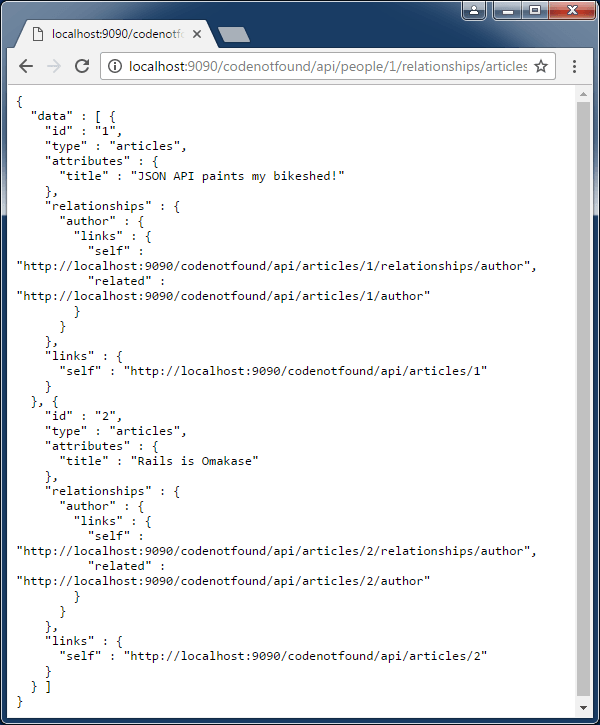 localhost:9090/codenotf
localhost:9090/codenotfound/api/people/1/relationships/articles
{
  "data" : [ {
    "id" : "1",
    "type" : "articles",
    "attributes" : {
      "title" : "JSON API paints my bikeshed!"
    },
    "relationships" : {
      "author" : {
        "links" : {
          "self" :
"http://localhost:9090/codenotfound/api/articles/1/relationships/author",
          "related" :
"http://localhost:9090/codenotfound/api/articles/1/author"
        }
      }
    },
    "links" : {
      "self" : "http://localhost:9090/codenotfound/api/articles/1"
    }
  }, {
    "id" : "2",
    "type" : "articles",
    "attributes" : {
      "title" : "Rails is Omakase"
    },
    "relationships" : {
      "author" : {
        "links" : {
          "self" :
"http://localhost:9090/codenotfound/api/articles/2/relationships/author",
          "related" :
"http://localhost:9090/codenotfound/api/articles/2/author"
        }
      }
    },
    "links" : {
      "self" : "http://localhost:9090/codenotfound/api/articles/2"
    }
  } ]
}